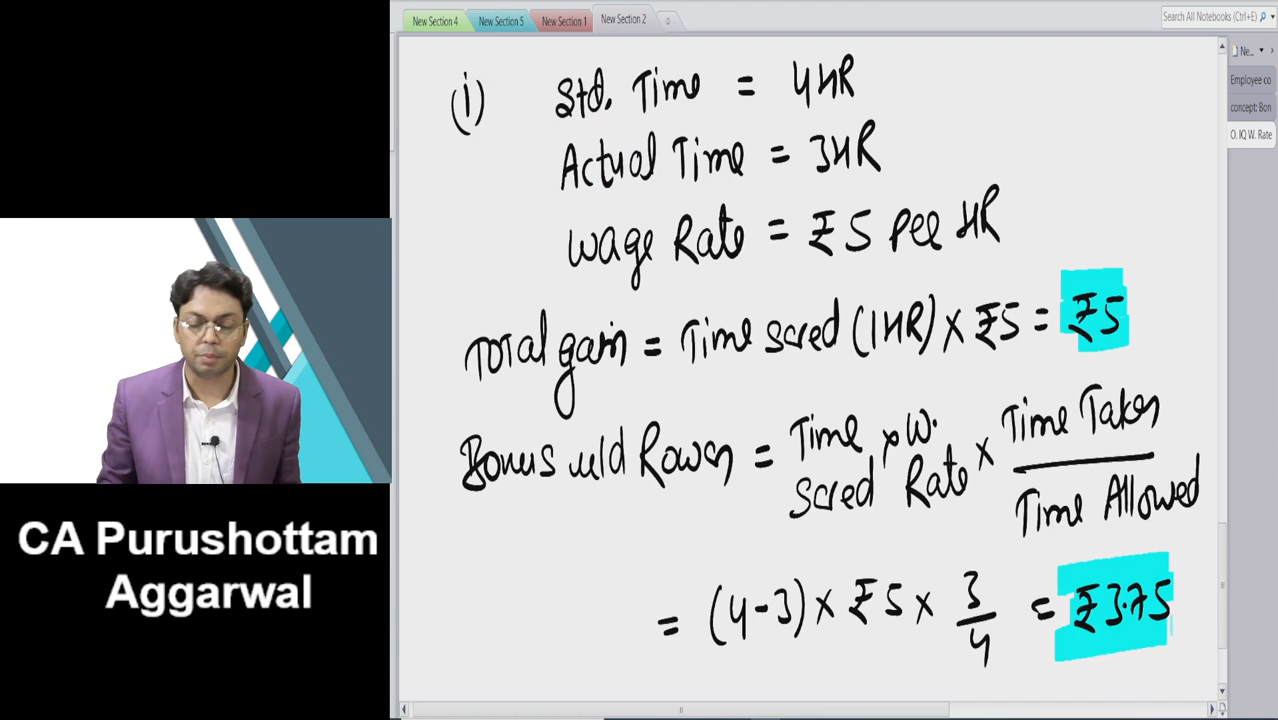 New Section 4
New Section 5
New Section 1
New Section 2
Search All Notebooks (Ctrl+E)
Ne...
Employee co
concept: Bon
O. IQ W. Rate
(i) Std. Time = 4HR
Actual Time = 3HR
Wage Rate = ₹5 Per HR
Total gain = Time saved (1HR) × ₹5 = ₹5
Bonus u/d Rowan = Time saved × W. Rate × Time Taken / Time Allowed
= (4-3) × ₹5 × 3/4 = ₹3.75
CA Purushottam
Aggarwal